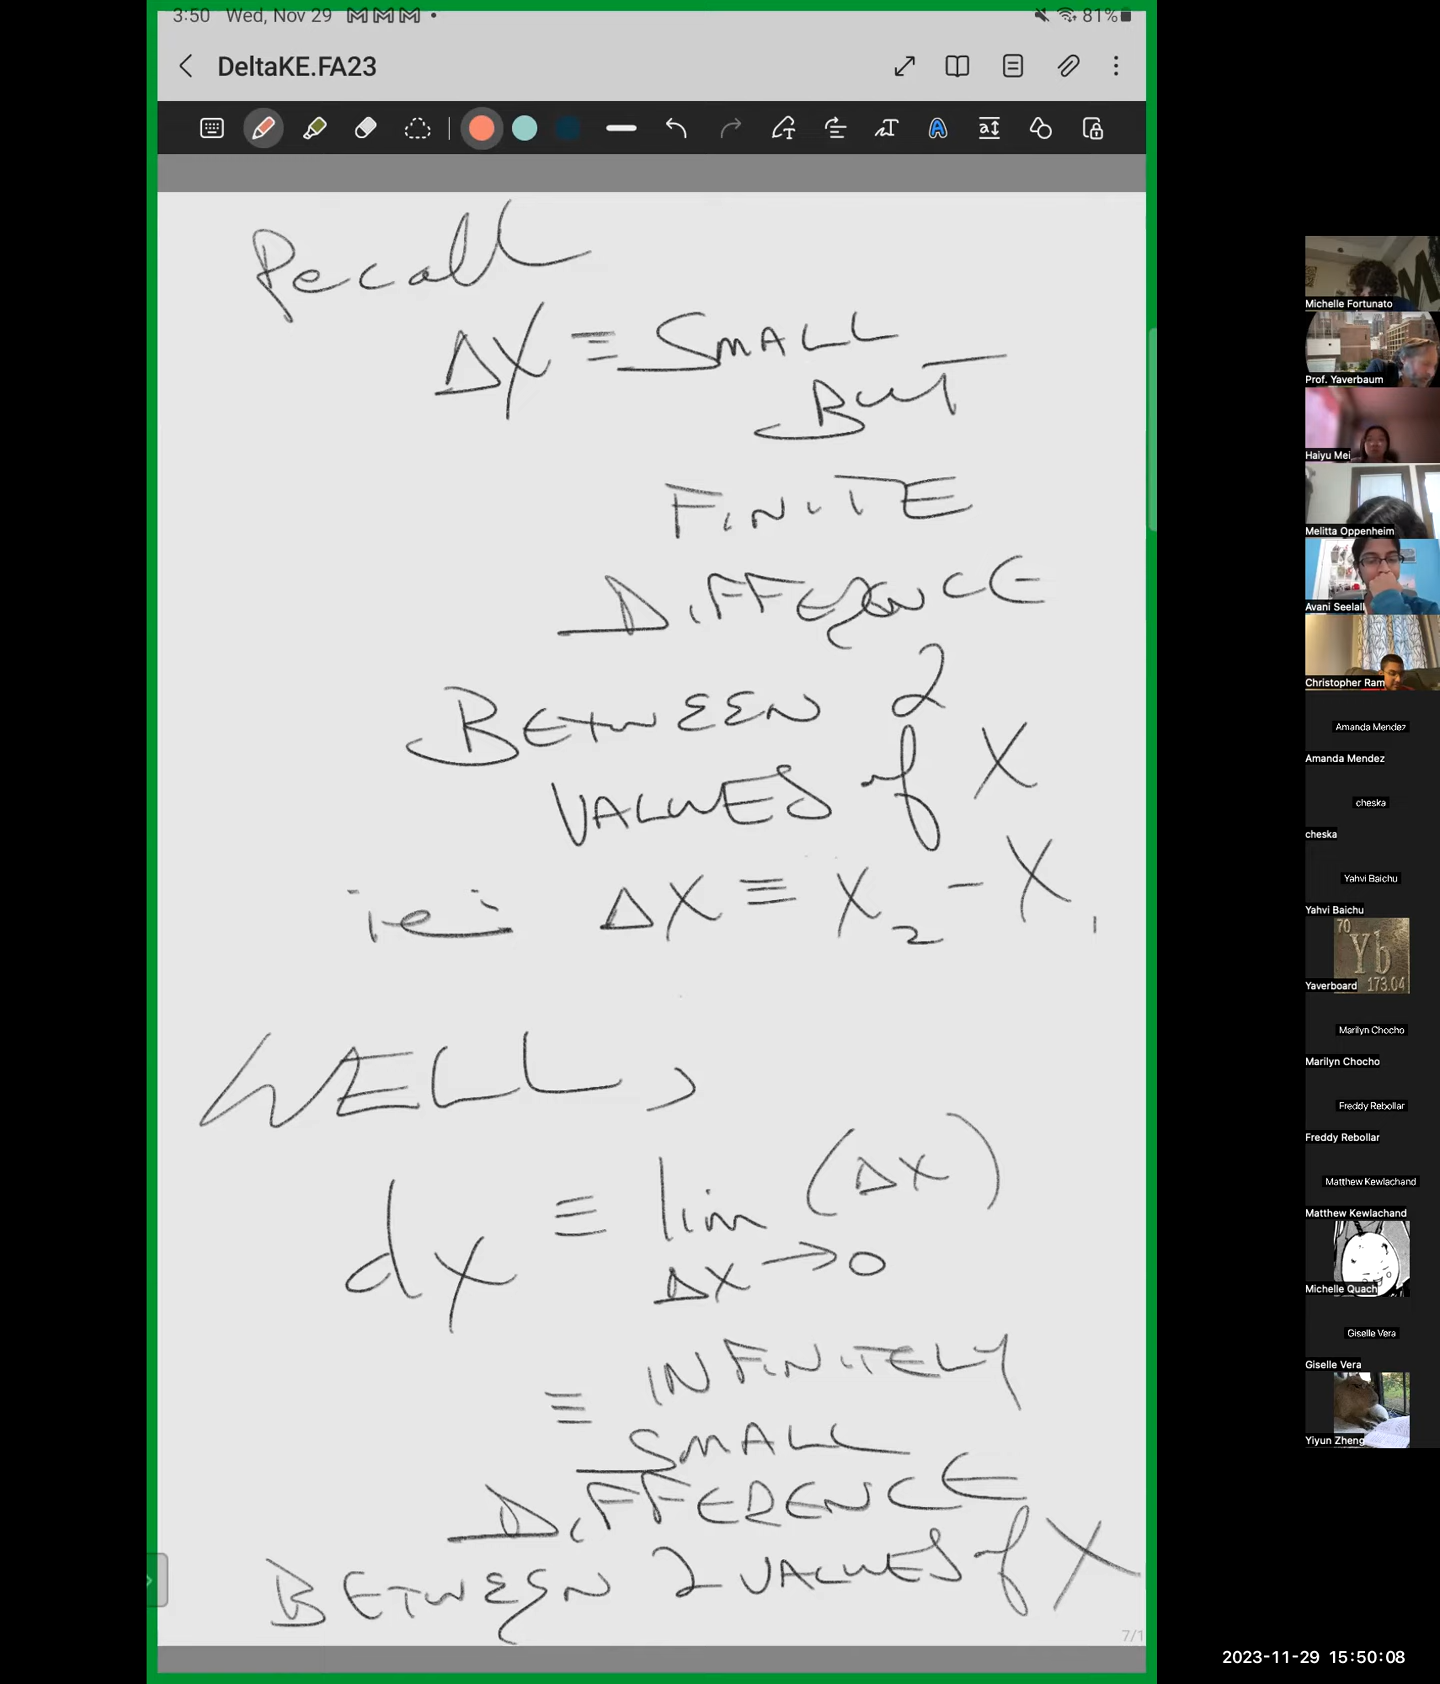 3:50 Wed, Nov 29
81%
DeltaKE.FA23
Recall
ΔX ≡ SMALL
BUT
FINITE
DIFFERENCE
BETWEEN 2
VALUES of X
i.e.: ΔX ≡ X₂ - X₁
WELL,
dx ≡ lim (ΔX)
ΔX → 0
≡ INFINITELY
SMALL
DIFFERENCE
BETWEEN 2 VALUES of X
7/1
Michelle Fortunato
Prof. Yaverbaum
Haiyu Mei
Melitta Oppenheim
Avani Seelall
Christopher Ram
Amanda Mendez
Amanda Mendez
cheska
cheska
Yahvi Baichu
Yahvi Baichu
70
Yb
173.04
Yaverboard
Marilyn Chocho
Marilyn Chocho
Freddy Rebollar
Freddy Rebollar
Matthew Kewlachand
Matthew Kewlachand
Michelle Quach
Giselle Vera
Giselle Vera
Yiyun Zheng
2023-11-29 15:50:08